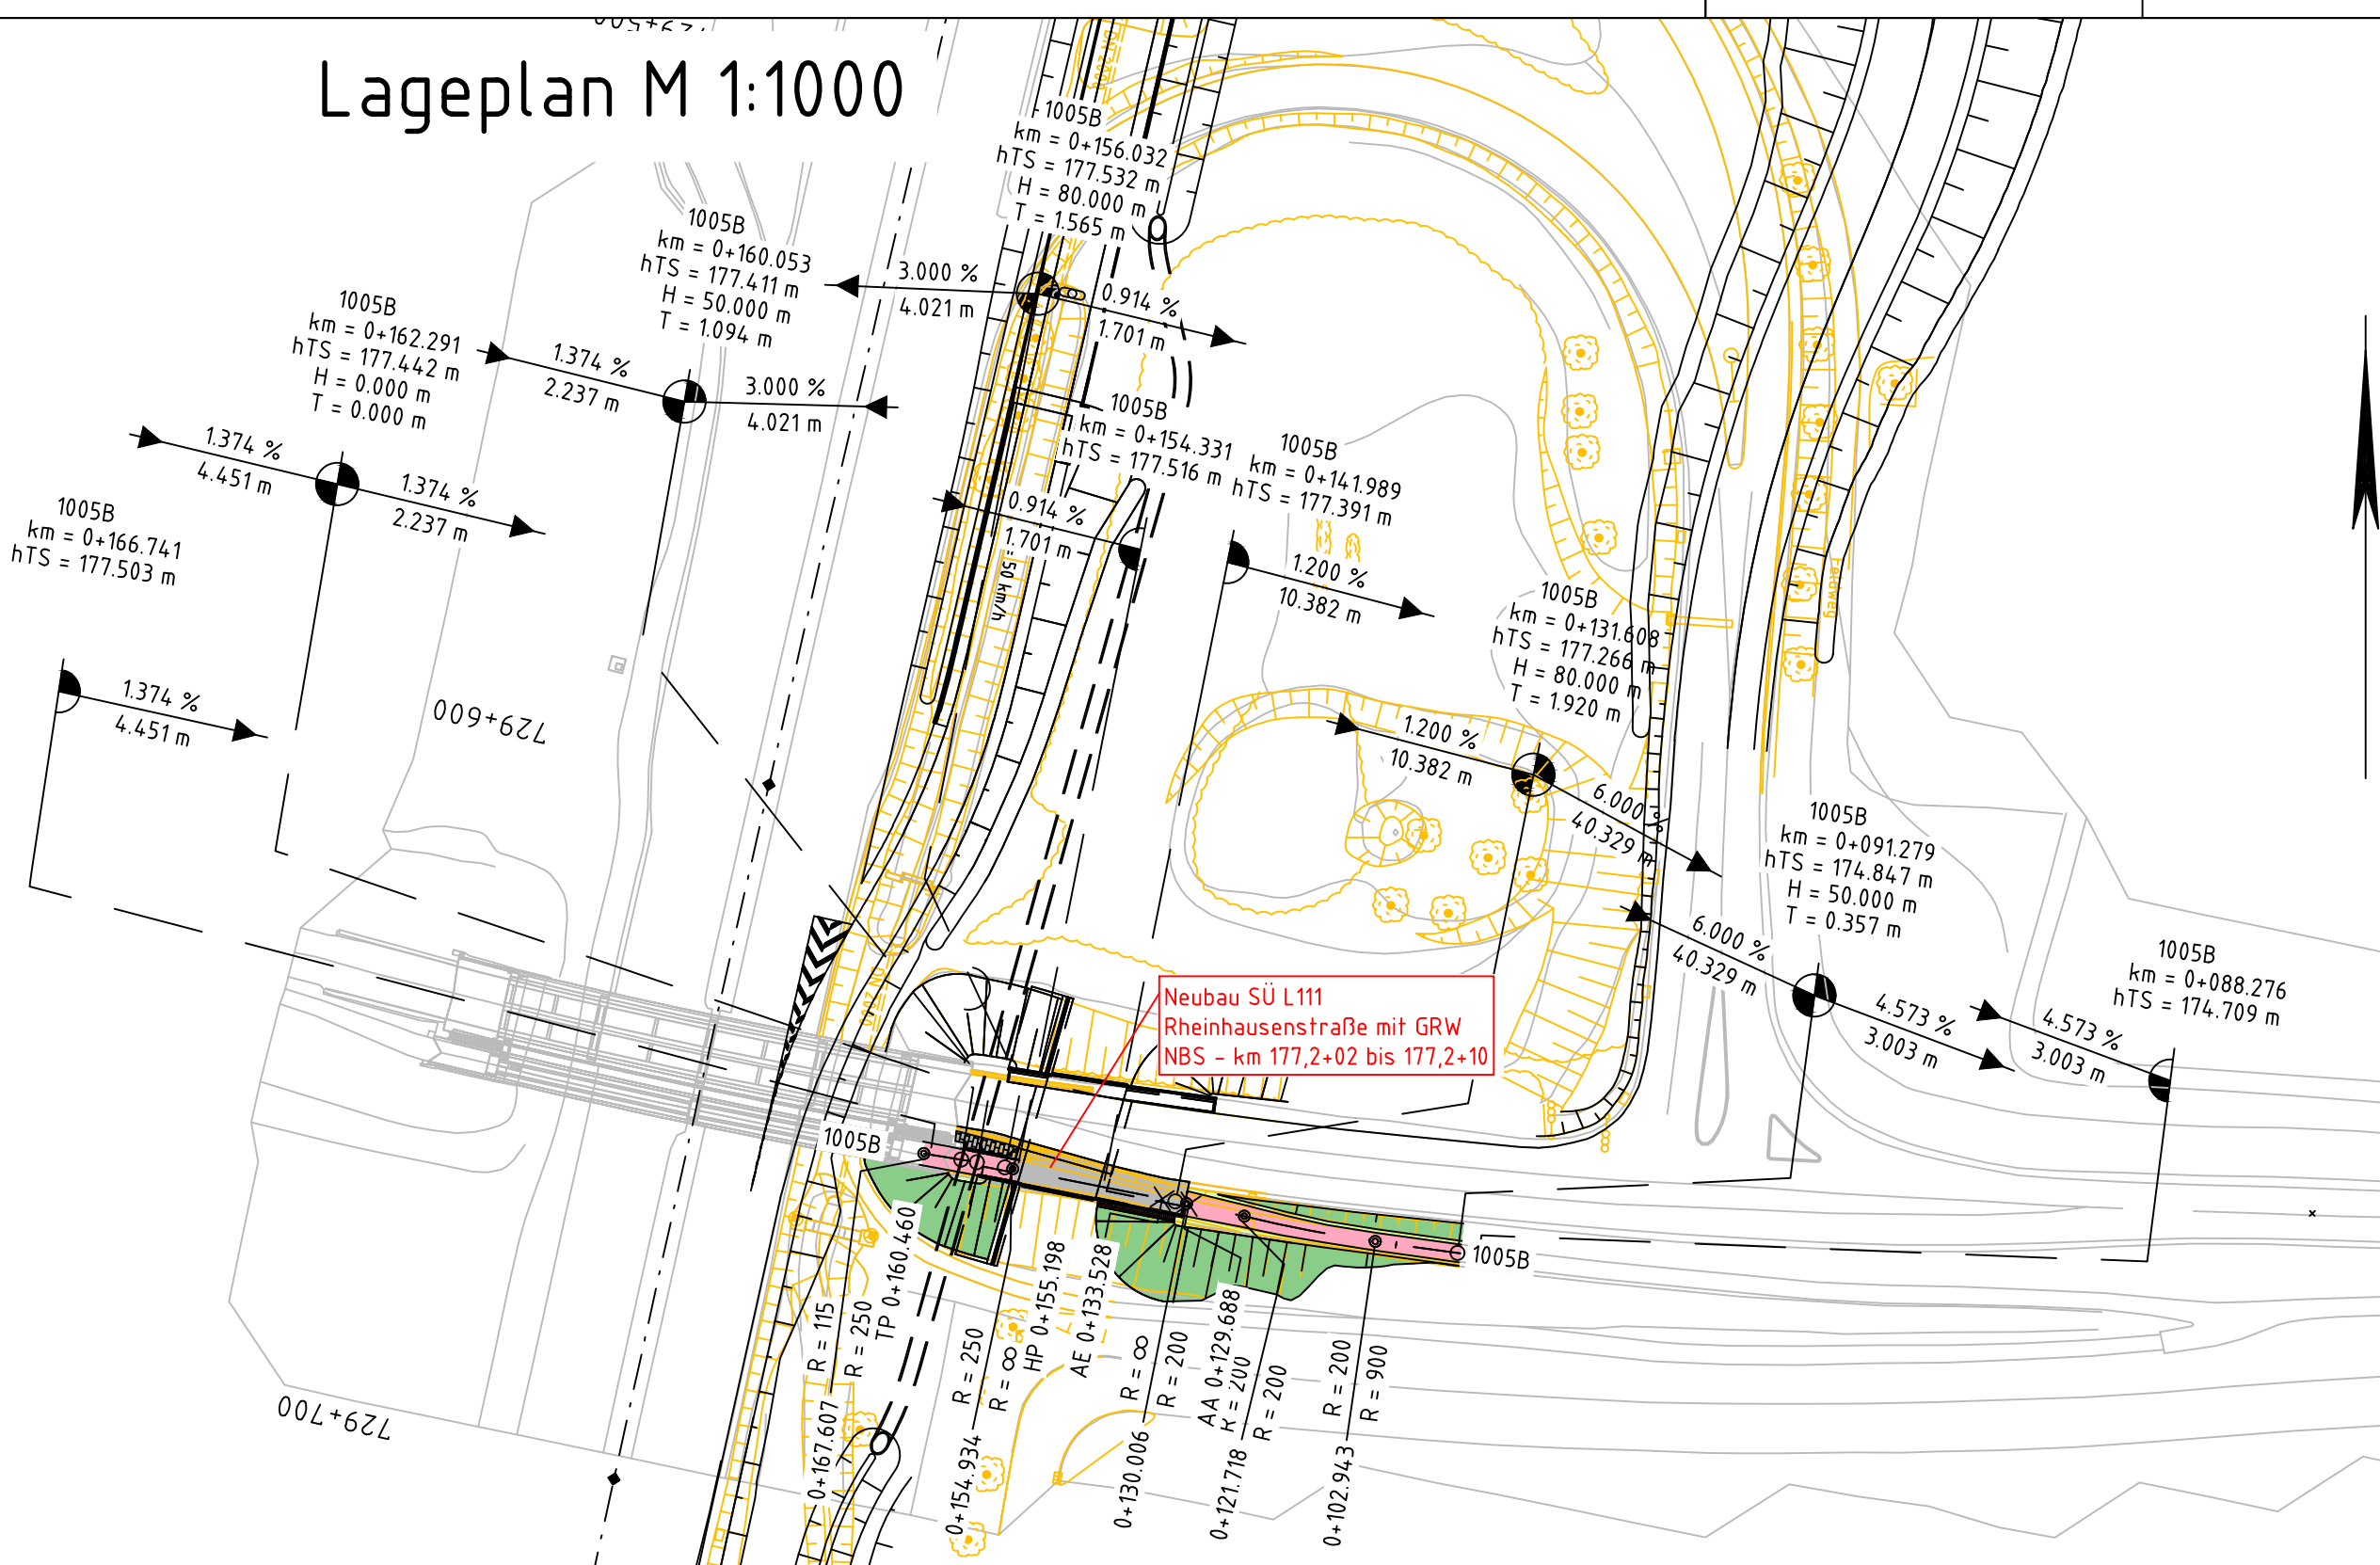 729+500
Lageplan M 1:1000
1005B
km = 0+156.032
hTS = 177.532 m
H = 80.000 m
T = 1.565 m
1005B
km = 0+160.053
hTS = 177.411 m
H = 50.000 m
T = 1.094 m
3.000 %
4.021 m
0.914 %
1.701 m
1005B
km = 0+162.291
hTS = 177.442 m
H = 0.000 m
T = 0.000 m
1.374 %
2.237 m
3.000 %
4.021 m
1.374 %
4.451 m
1.374 %
2.237 m
1005B
km = 0+166.741
hTS = 177.503 m
1.374 %
4.451 m
1005B
km = 0+154.331
hTS = 177.516 m
0.914 %
1.701 m
1005B
km = 0+141.989
hTS = 177.391 m
1.200 %
10.382 m
50 km/h
1005B
km = 0+131.608
hTS = 177.266 m
H = 80.000 m
T = 1.920 m
1.200 %
10.382 m
6.000 %
40.329 m
Feldweg
1005B
km = 0+091.279
hTS = 174.847 m
H = 50.000 m
T = 0.357 m
6.000 %
40.329 m
4.573 %
3.003 m
1005B
km = 0+088.276
hTS = 174.709 m
4.573 %
3.003 m
729+600
Neubau SÜ L111
Rheinhausenstraße mit GRW
NBS - km 177,2+02 bis 177,2+10
1005B
1005B
R = 115
R = 250
TP 0+160.460
0+167.607
R = 250
R = ∞
HP 0+155.198
0+154.934
AE 0+133.528
R = ∞
R = 200
0+130.006
AA 0+129.688
R = 200
R = 200
0+121.718
R = 200
R = 900
0+102.943
729+700